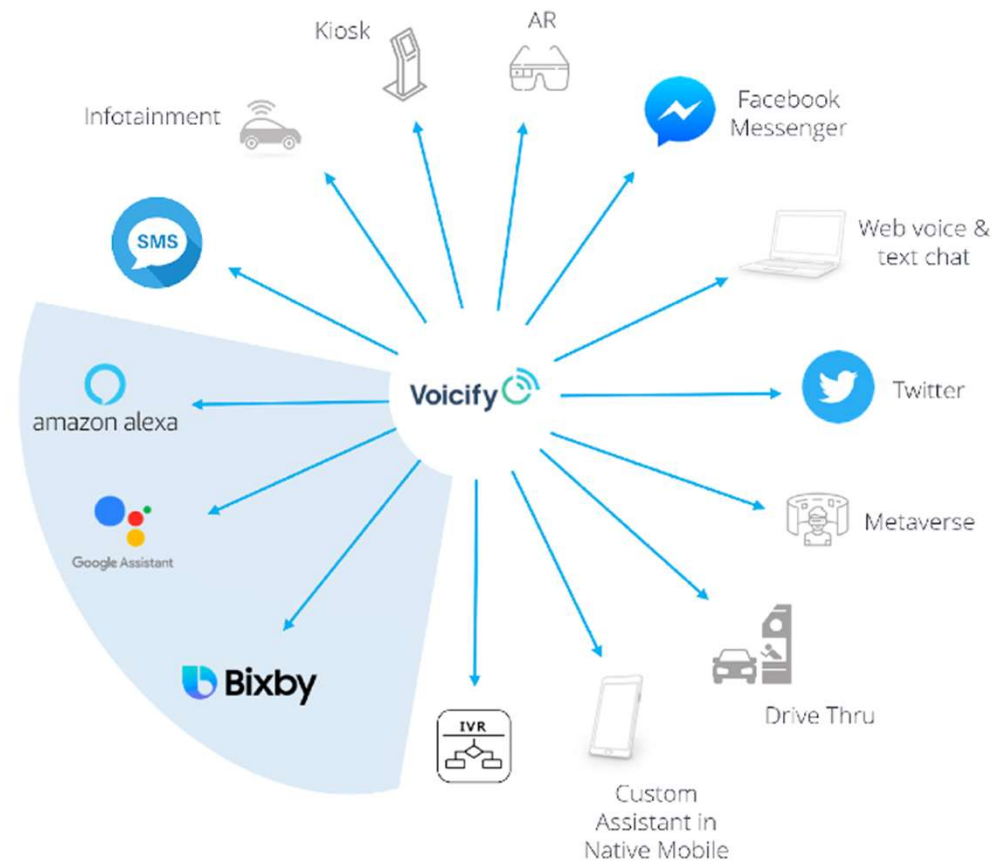 AR
Kiosk
Infotainment
Facebook
Messenger
SMS
Web voice &
text chat
Voicify
amazon alexa
Twitter
Google Assistant
Metaverse
Bixby
IVR
Drive Thru
Custom
Assistant in
Native Mobile